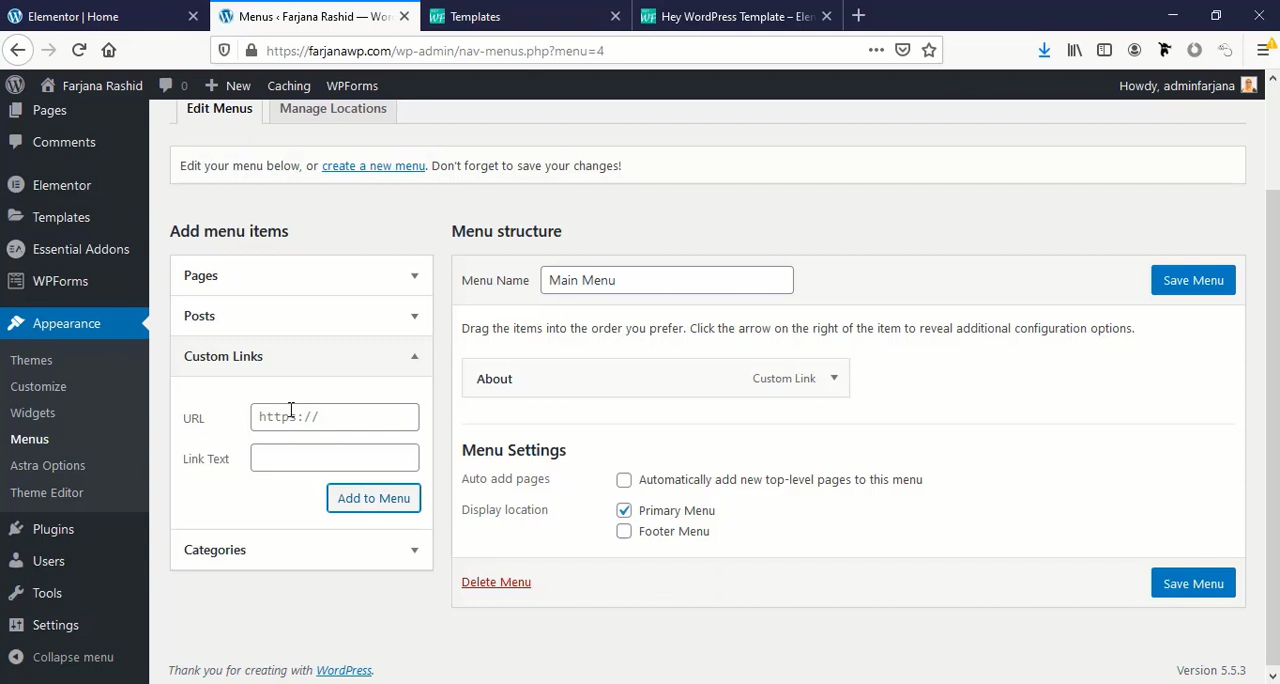 Elementor | Home
Menus ‹ Farjana Rashid — Wor
Templates
Hey WordPress Template – Elem
https://farjanawp.com/wp-admin/nav-menus.php?menu=4
Farjana Rashid
0
New
Caching
WPForms
Howdy, adminfarjana
Pages
Comments
Elementor
Templates
Essential Addons
WPForms
Appearance
Themes
Customize
Widgets
Menus
Astra Options
Theme Editor
Plugins
Users
Tools
Settings
Collapse menu
Edit Menus
Manage Locations
Edit your menu below, or create a new menu. Don’t forget to save your changes!
Add menu items
Pages
Posts
Custom Links
URL
https://
Link Text
Add to Menu
Categories
Menu structure
Menu Name
Main Menu
Save Menu
Drag the items into the order you prefer. Click the arrow on the right of the item to reveal additional configuration options.
About
Custom Link
Menu Settings
Auto add pages
Automatically add new top-level pages to this menu
Display location
Primary Menu
Footer Menu
Delete Menu
Save Menu
Thank you for creating with WordPress.
Version 5.5.3